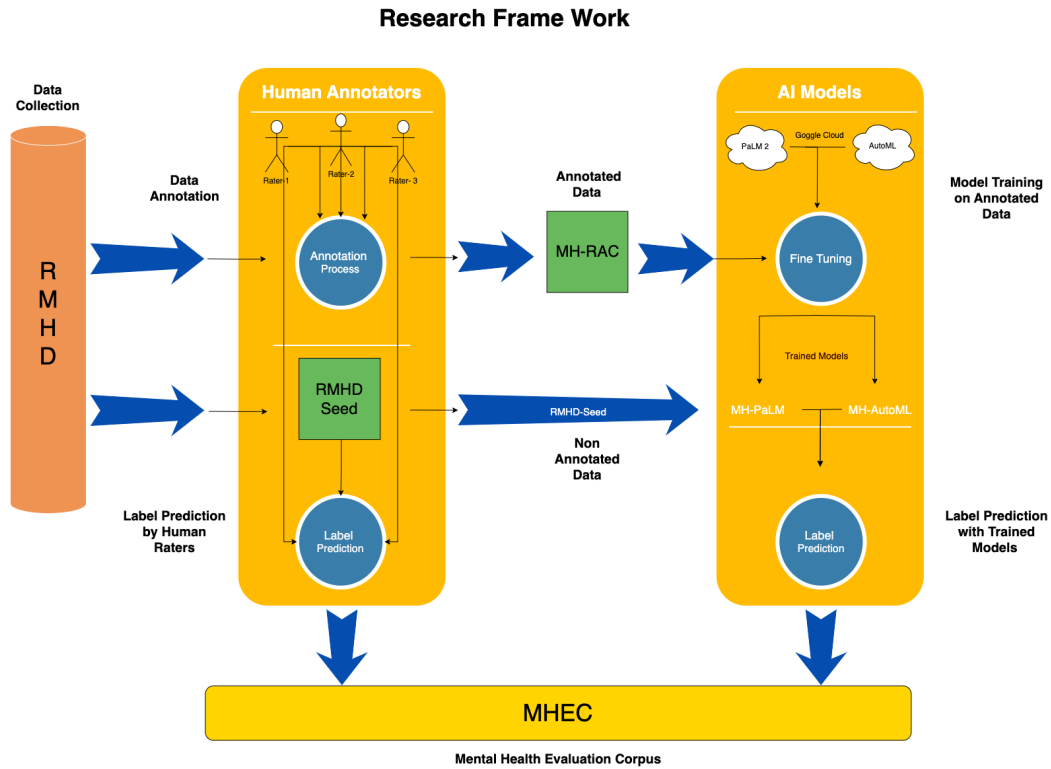 Research Frame Work
Data
Collection
R
M
H
D
Data
Annotation
Label Prediction
by Human
Raters
Human Annotators
Rater-1
Rater-2
Rater- 3
Annotation
Process
RMHD
Seed
Label
Prediction
Annotated
Data
MH-RAC
RMHD-Seed
Non
Annotated
Data
AI Models
PaLM 2
Goggle Cloud
AutoML
Fine Tuning
Trained Models
MH-PaLM
MH-AutoML
Label
Prediction
Model Training
on Annotated
Data
Label Prediction
with Trained
Models
MHEC
Mental Health Evaluation Corpus